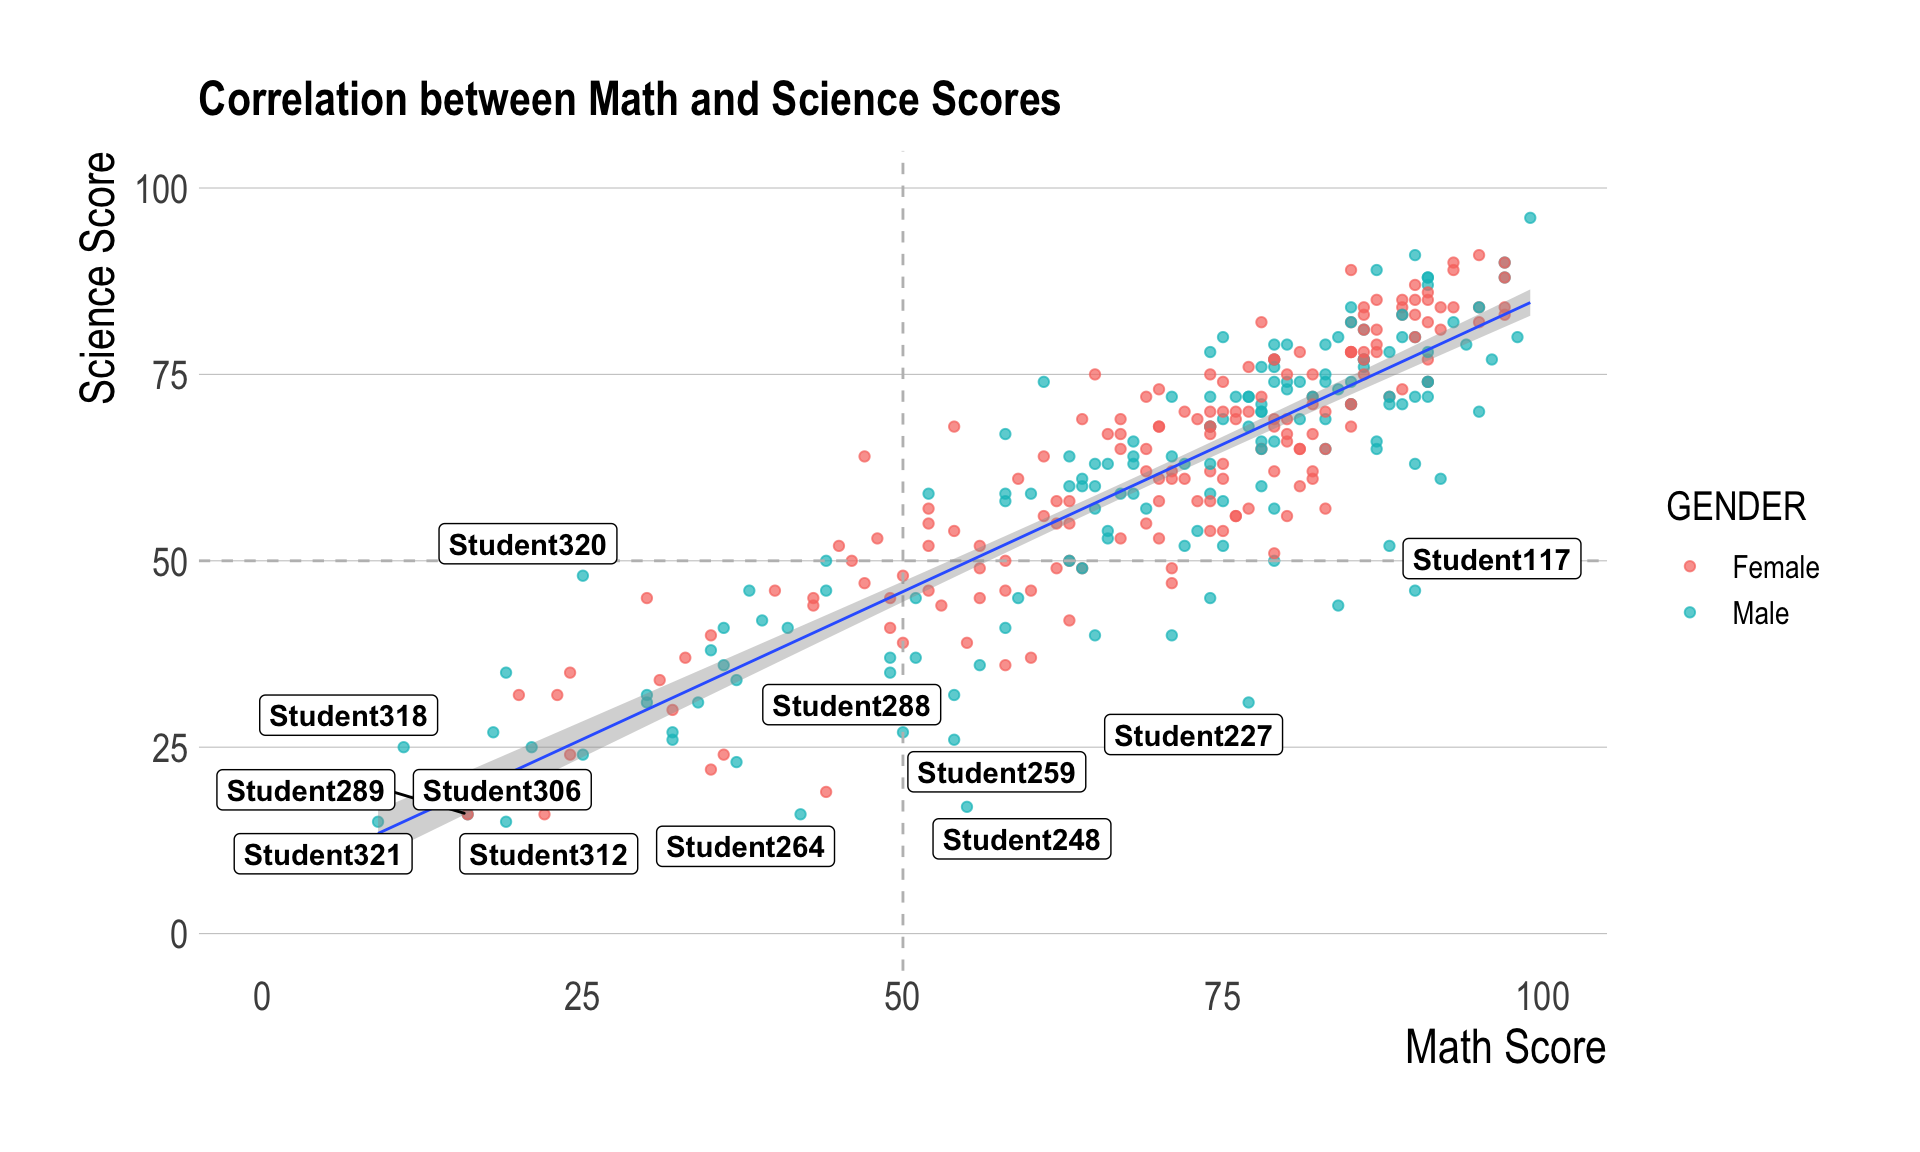 Correlation between Math and Science Scores
Science Score
100
75
50
25
0
Student320
Student117
Student318
Student288
Student227
Student289
Student306
Student259
Student321
Student312
Student264
Student248
0
25
50
75
100
Math Score
GENDER
Female
Male